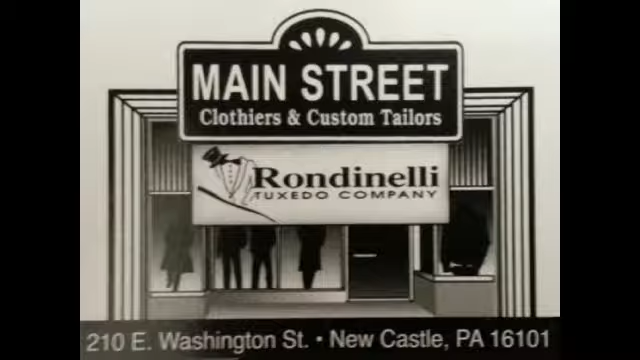 MAIN STREET
Clothiers & Custom Tailors
Rondinelli
TUXEDO COMPANY
210 E. Washington St. • New Castle, PA 16101